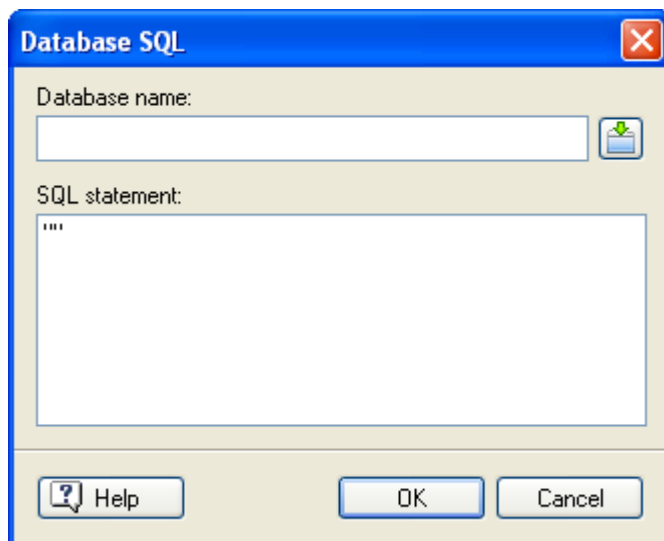 Database SQL
Database name:
SQL statement:
""
Help
OK
Cancel